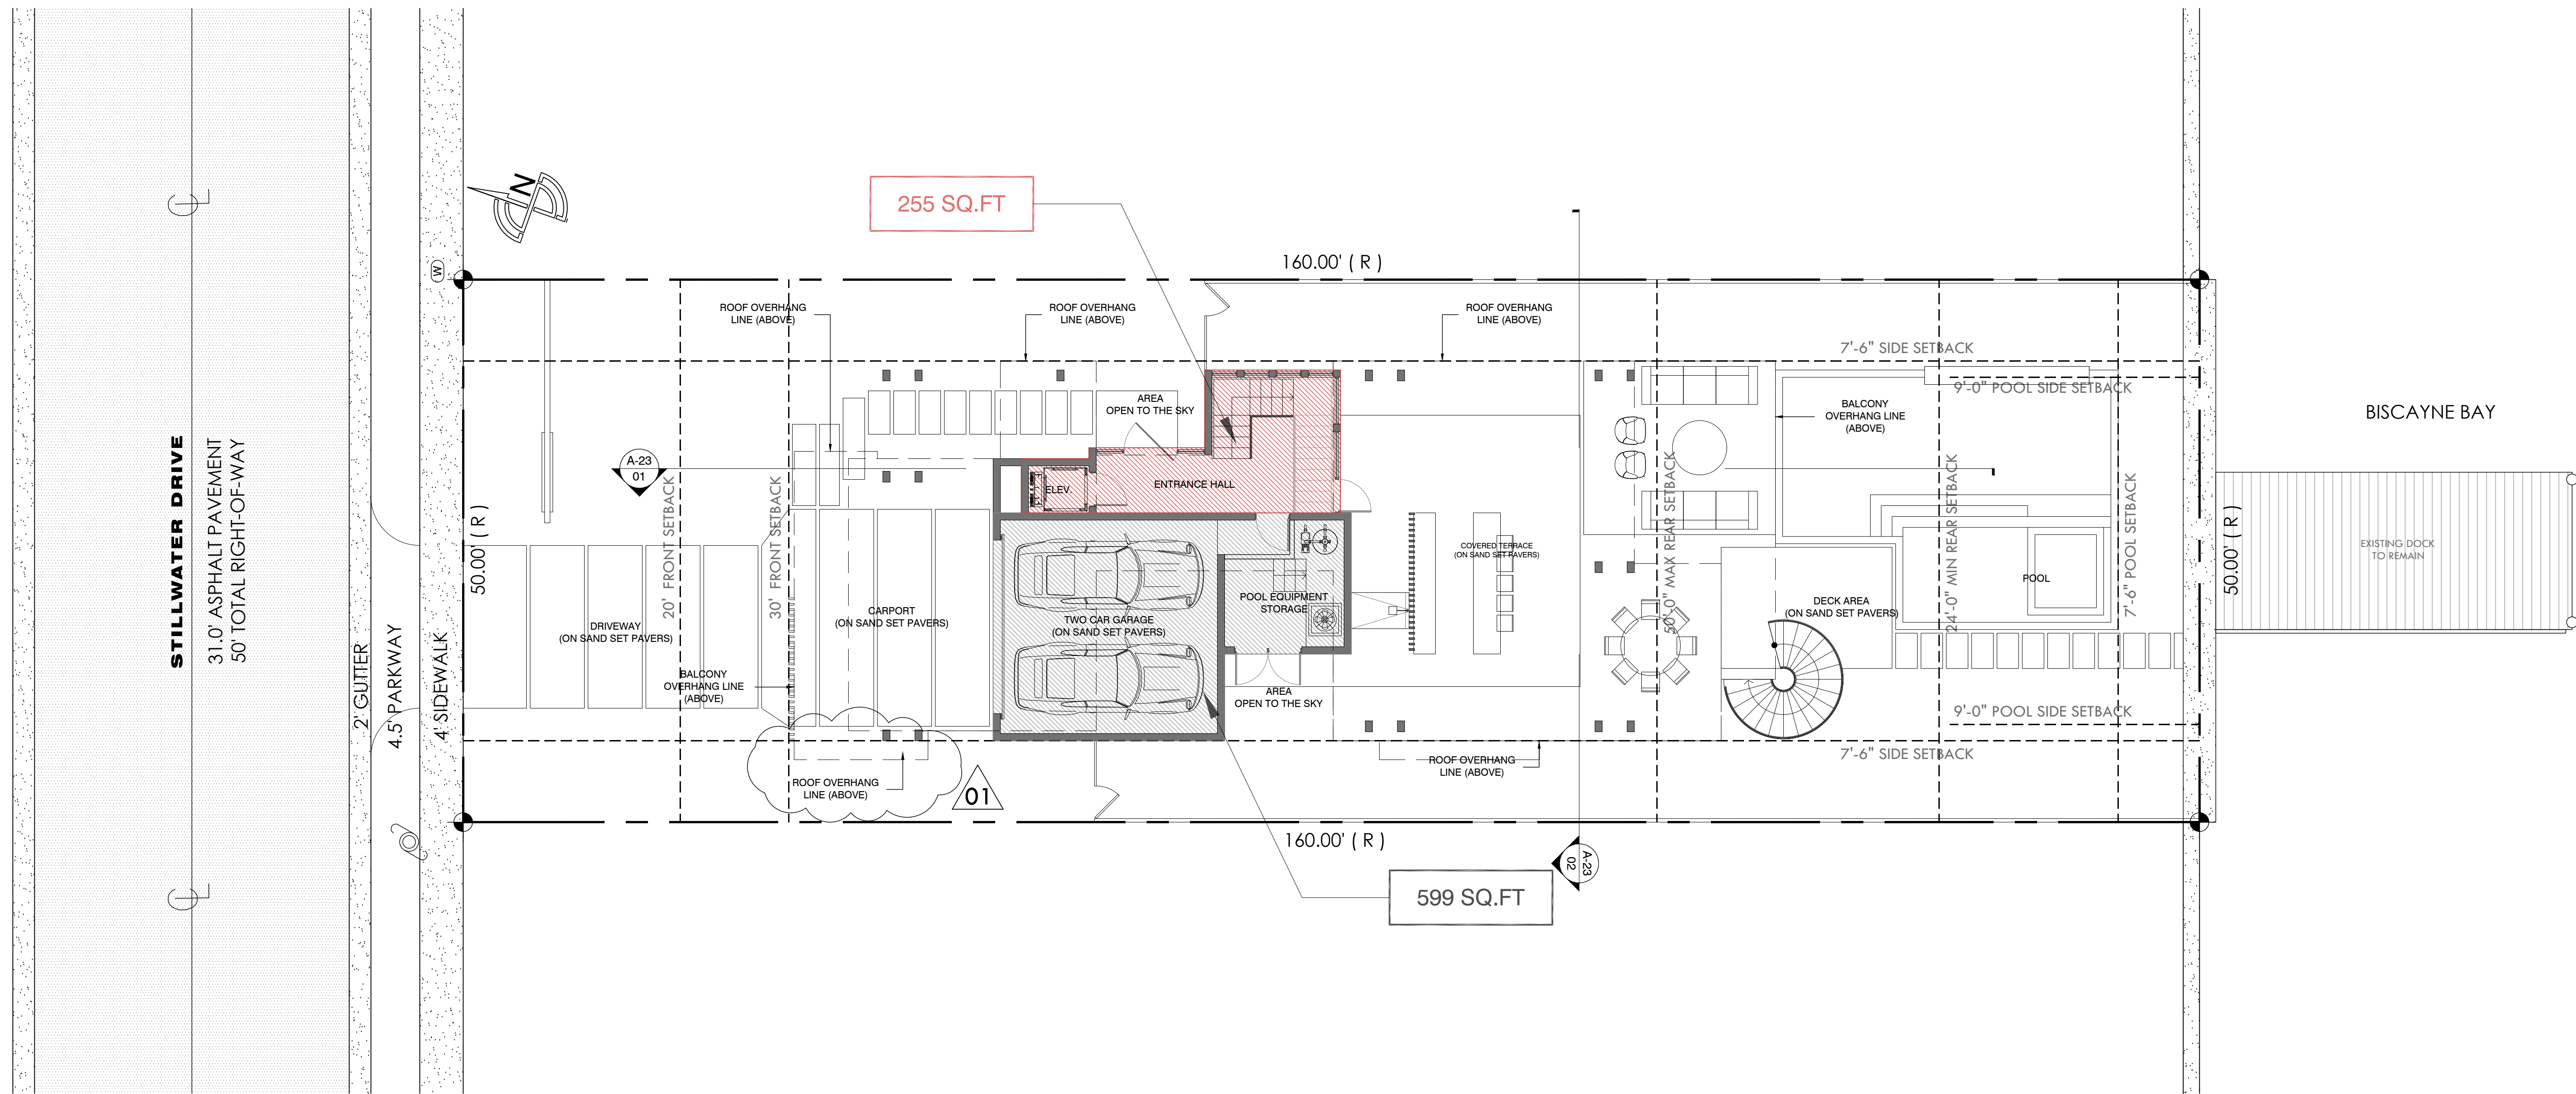 STILLWATER DRIVE
31.0' ASPHALT PAVEMENT
50' TOTAL RIGHT-OF-WAY
2' GUTTER
4.5' PARKWAY
4' SIDEWALK
W
N
255 SQ.FT
160.00' ( R )
50.00' ( R )
20' FRONT SETBACK
30' FRONT SETBACK
ROOF OVERHANG
LINE (ABOVE)
ROOF OVERHANG
LINE (ABOVE)
ROOF OVERHANG
LINE (ABOVE)
7'-6" SIDE SETBACK
9'-0" POOL SIDE SETBACK
AREA
OPEN TO THE SKY
BALCONY
OVERHANG LINE
(ABOVE)
BISCAYNE BAY
A-23
01
ELEV.
ENTRANCE HALL
COVERED TERRACE
(ON SAND SET PAVERS)
50'-0" MAX REAR SETBACK
24'-0" MIN REAR SETBACK
7'-6" POOL SETBACK
50.00' ( R )
EXISTING DOCK
TO REMAIN
POOL
DECK AREA
(ON SAND SET PAVERS)
POOL EQUIPMENT
STORAGE
CARPORT
(ON SAND SET PAVERS)
TWO CAR GARAGE
(ON SAND SET PAVERS)
DRIVEWAY
(ON SAND SET PAVERS)
BALCONY
OVERHANG LINE
(ABOVE)
AREA
OPEN TO THE SKY
9'-0" POOL SIDE SETBACK
7'-6" SIDE SETBACK
ROOF OVERHANG
LINE (ABOVE)
ROOF OVERHANG
LINE (ABOVE)
01
160.00' ( R )
A-23
02
599 SQ.FT